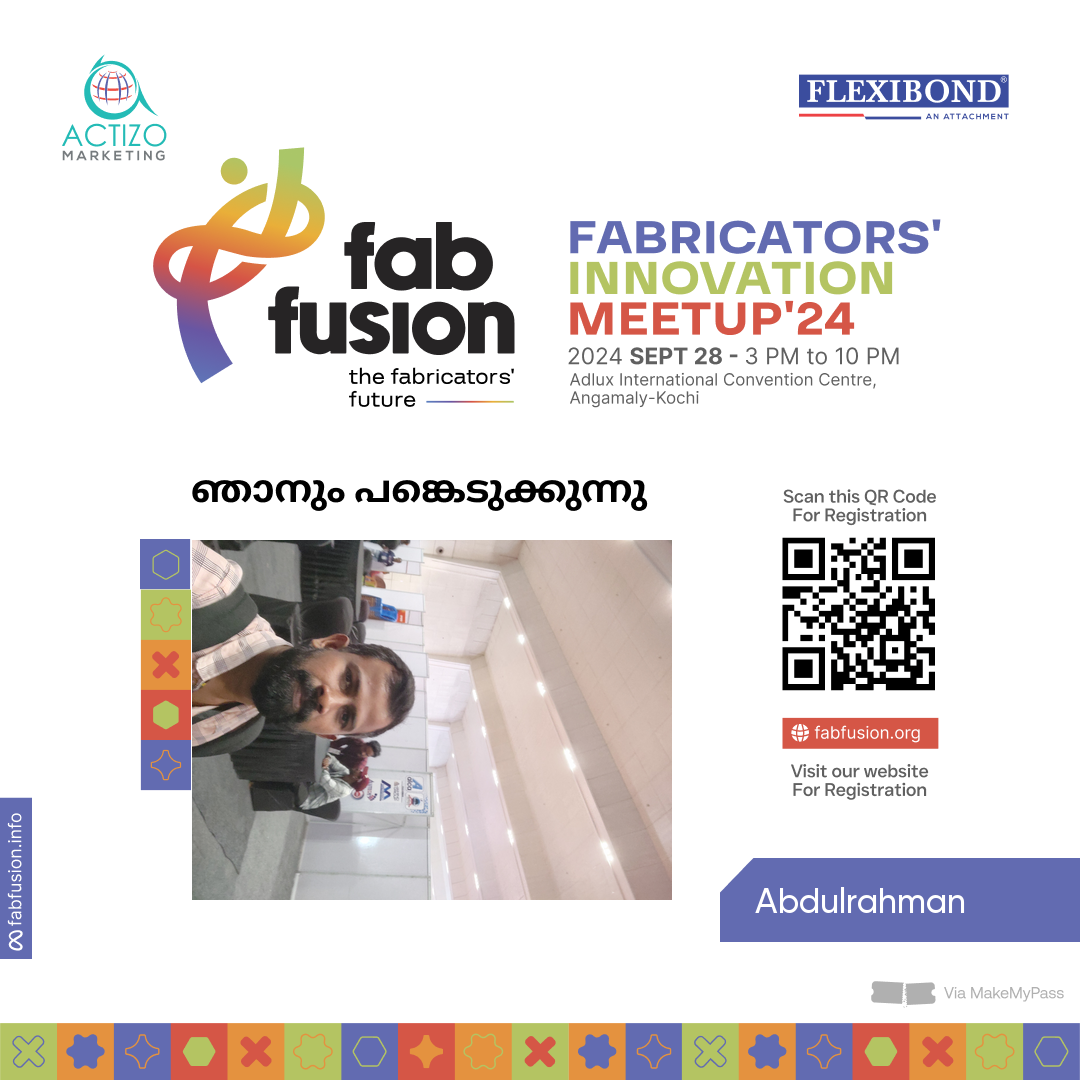 ACTIZO
MARKETING
FLEXIBOND®
AN ATTACHMENT
fab
fusion
the fabricators'
future
FABRICATORS'
INNOVATION
MEETUP'24
2024 SEPT 28 - 3 PM to 10 PM
Adlux International Convention Centre,
Angamaly-Kochi
ഞാനും പങ്കെടുക്കുന്നു
Scan this QR Code
For Registration
fabfusion.org
Visit our website
For Registration
fabfusion.info
Abdulrahman
Via MakeMyPass